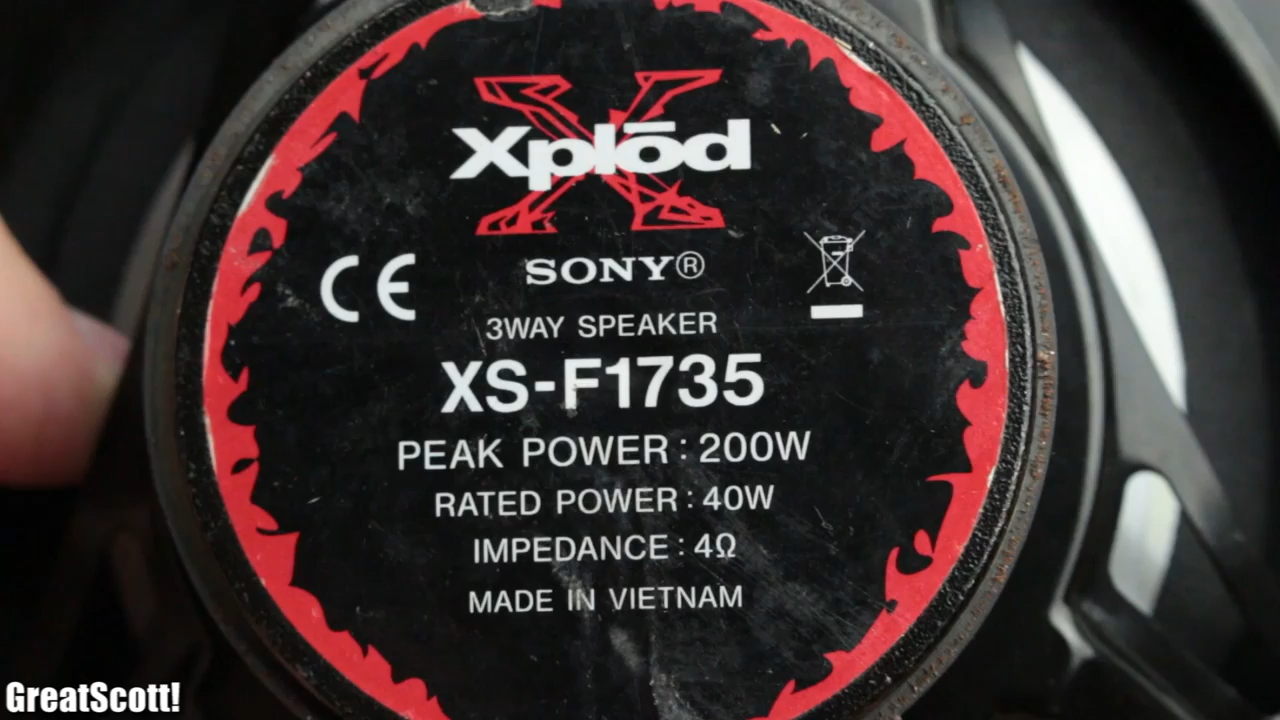 Xplōd
CE
SONY®
3WAY SPEAKER
XS-F1735
PEAK POWER : 200W
RATED POWER : 40W
IMPEDANCE : 4Ω
MADE IN VIETNAM
GreatScott!